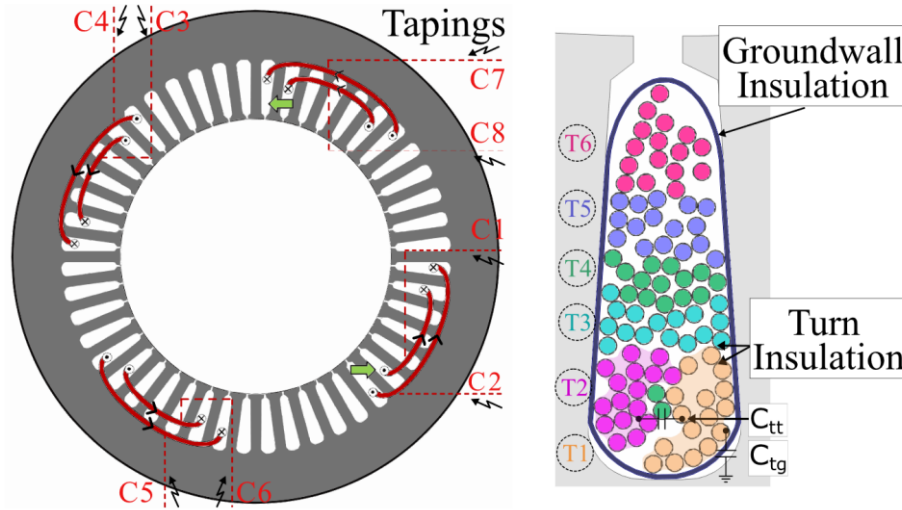 C4 C3
Tapings
C7
C8
C1
C2
C5 C6
Groundwall
Insulation
T6
T5
T4
T3
Turn
Insulation
T2
Ctt
Ctg
T1